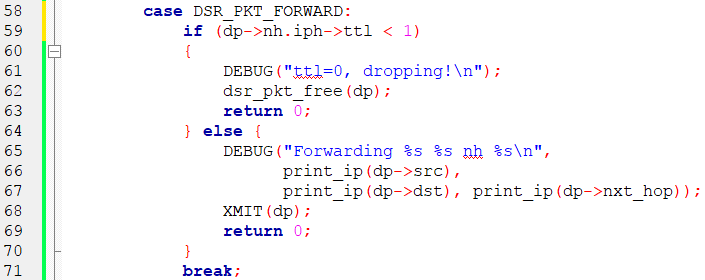 58 case DSR_PKT_FORWARD:
59 if (dp->nh.iph->ttl < 1)
60 {
61 DEBUG("ttl=0, dropping!\n");
62 dsr_pkt_free(dp);
63 return 0;
64 } else {
65 DEBUG("Forwarding %s %s nh %s\n",
66 print_ip(dp->src),
67 print_ip(dp->dst), print_ip(dp->nxt_hop));
68 XMIT(dp);
69 return 0;
70 }
71 break;